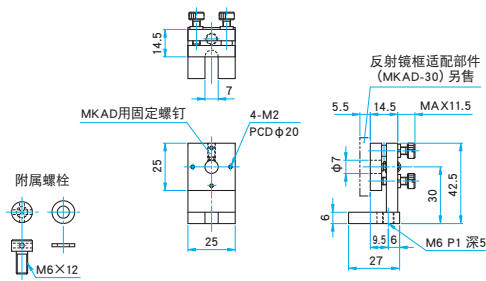 14.5
7
反射镜框适配部件
(MKAD-30) 另售
5.5
14.5
MAX11.5
MKAD用固定螺钉
4-M2
PCDφ20
25
φ7
30
42.5
附属螺栓
6
25
9.5
6
M6 P1 深5
27
M6×12